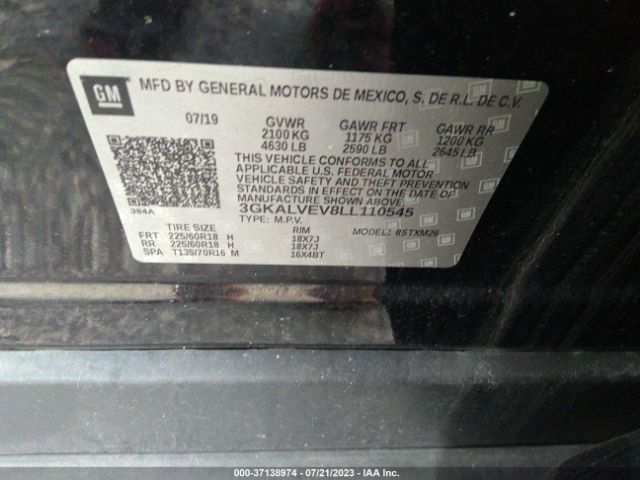 GM
MFD BY GENERAL MOTORS DE MEXICO, S. DE R.L. DE C.V.
07/19 GVWR GAWR FRT GAWR RR
2100 KG 1175 KG 1200 KG
4630 LB 2590 LB 2645 LB
THIS VEHICLE CONFORMS TO ALL
APPLICABLE U.S. FEDERAL MOTOR
VEHICLE SAFETY AND THEFT PREVENTION
STANDARDS IN EFFECT ON THE DATE OF
MANUFACTURE SHOWN ABOVE.
384A 3GKALVEV8LL110545
TYPE: M.P.V. MODEL: 85TXM26
TIRE SIZE RIM
FRT 225/60R18 H 18X7J
RR 225/60R18 H 18X7J
SPA T135/70R16 M 16X4BT
000-37138974 / 07/21/2023 - IAA Inc.